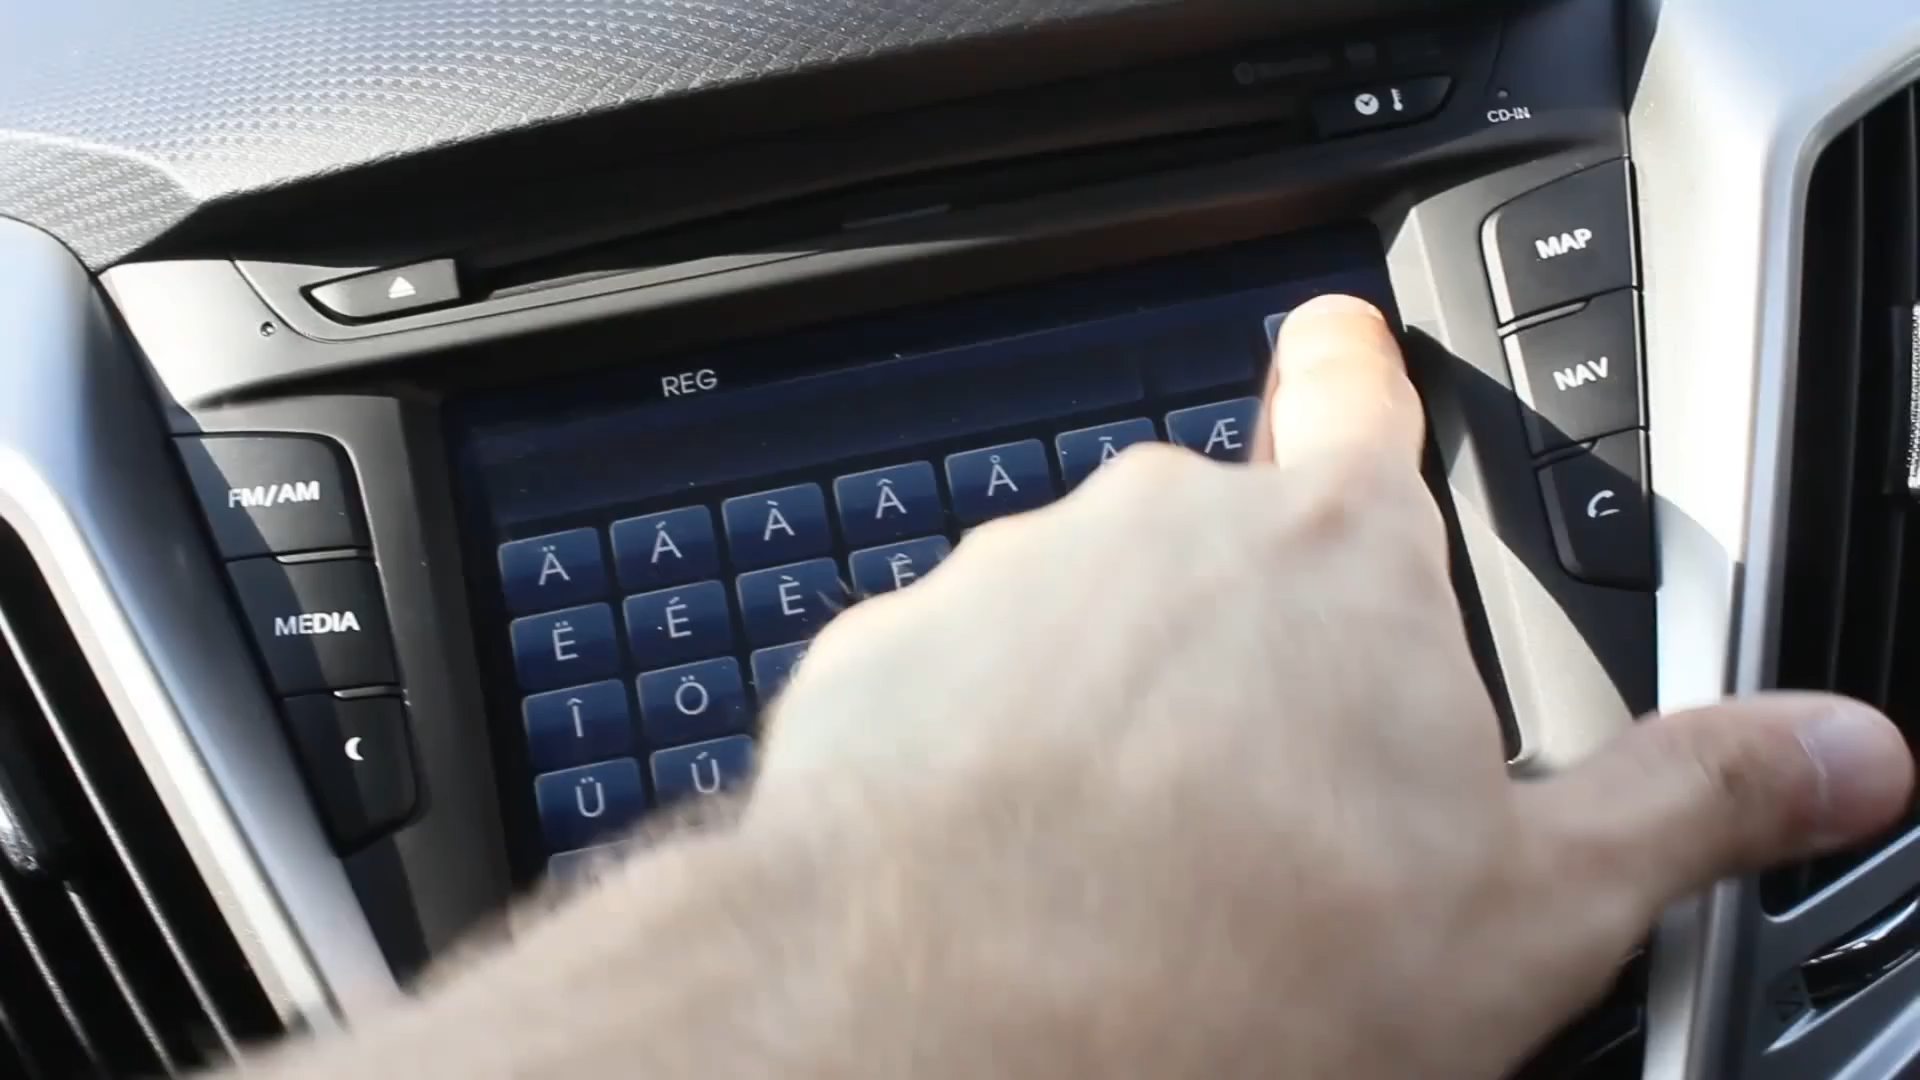 CD-IN
MAP
REG
NAV
FM/AM
Ä Á À Â Å Ã Æ
Ë É È Ê
MEDIA
Î Ö
Ü Ú